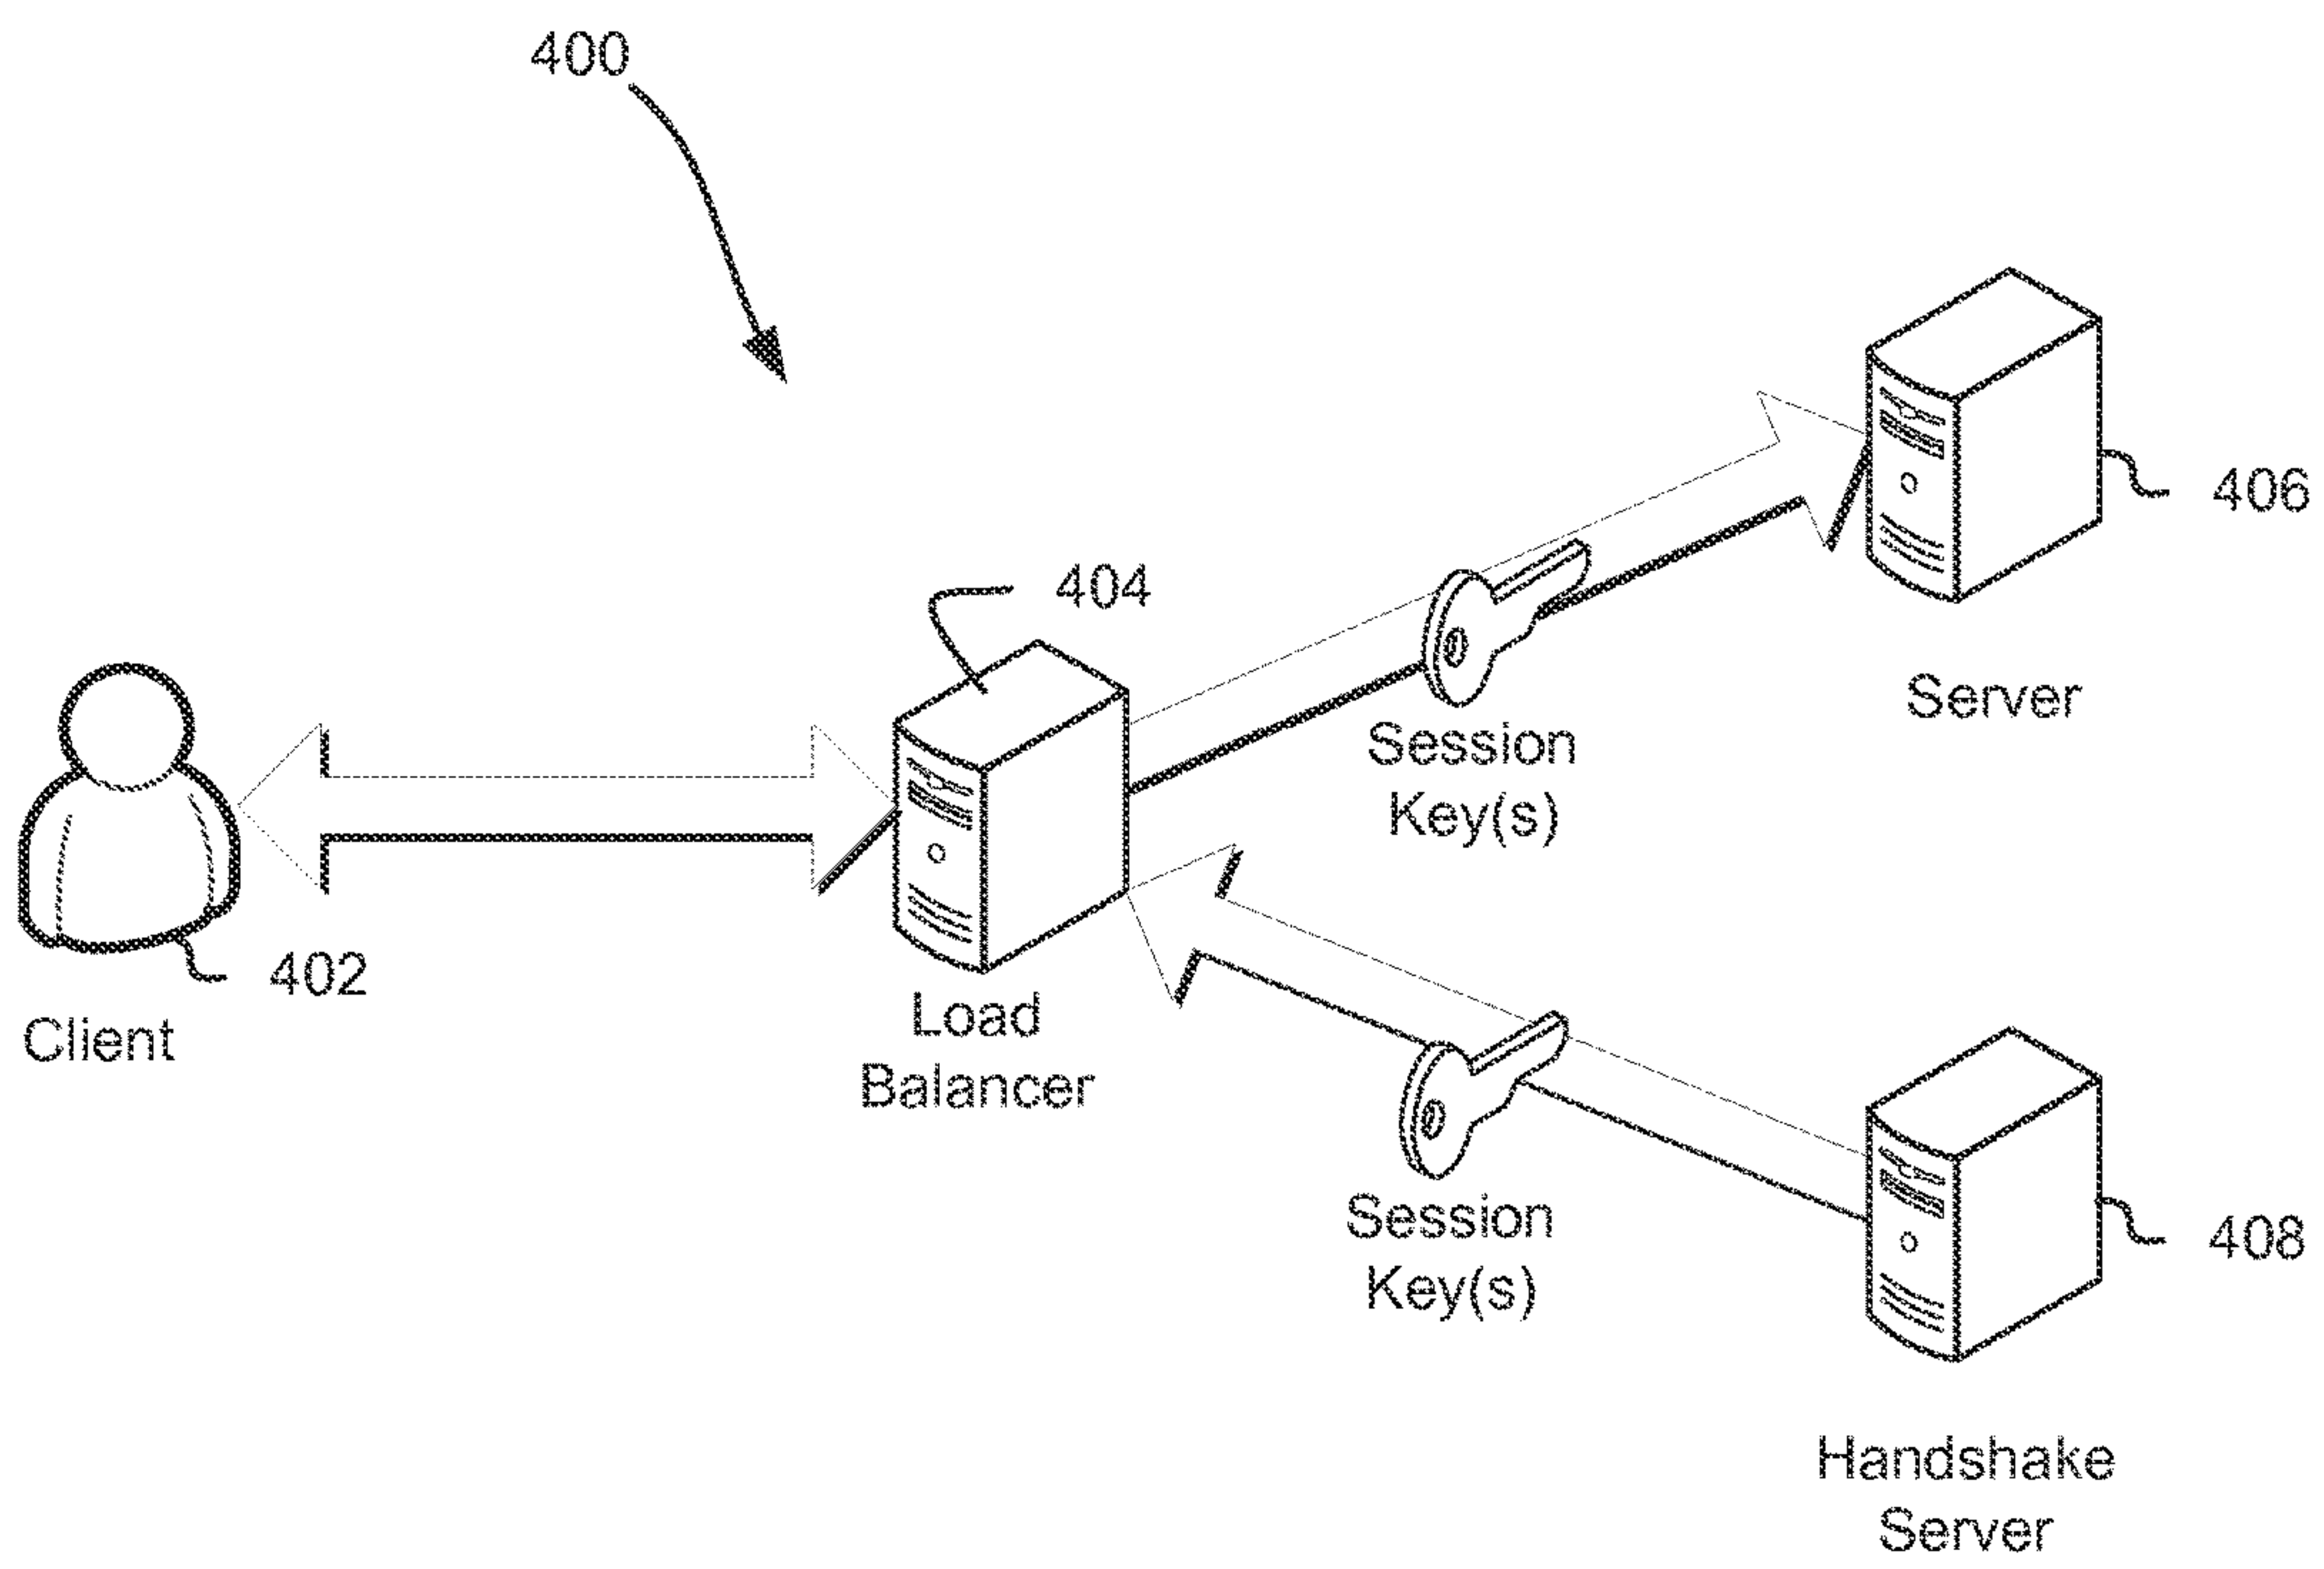 400
406
Server
404
Session
Key(s)
402
Client
Load
Balancer
Session
Key(s)
408
Handshake
Server